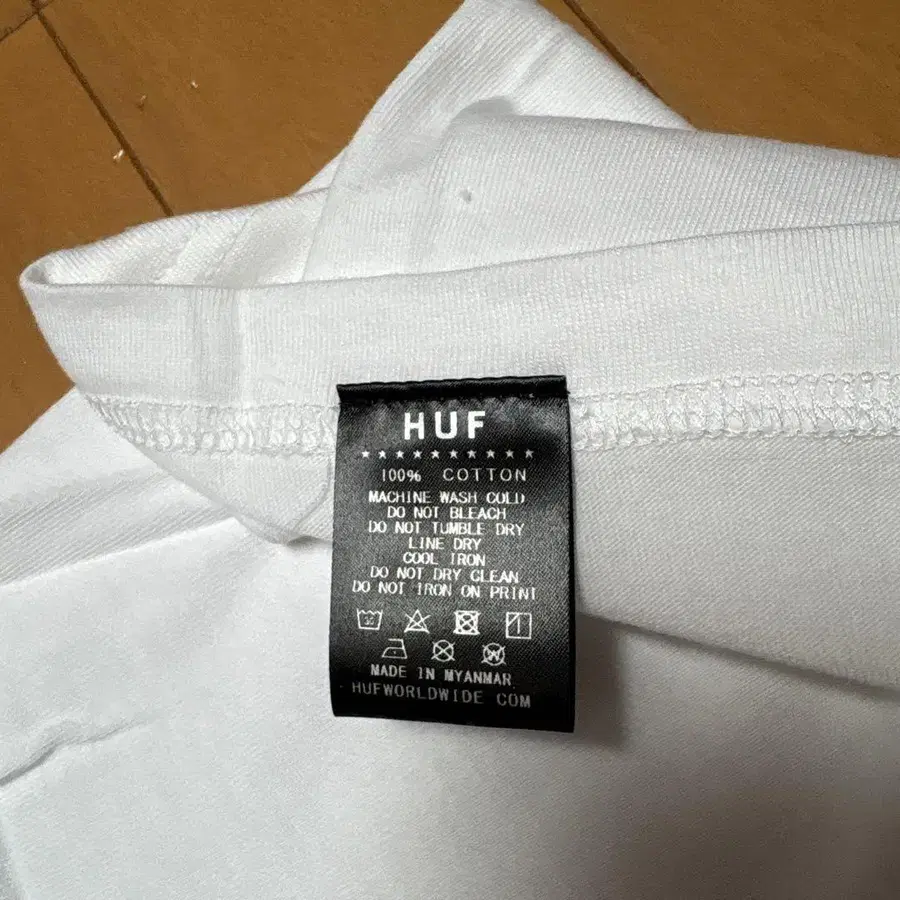 HUF
100% COTTON
MACHINE WASH COLD
DO NOT BLEACH
DO NOT TUMBLE DRY
LINE DRY
COOL IRON
DO NOT DRY CLEAN
DO NOT IRON ON PRINT
MADE IN MYANMAR
HUFWORLDWIDE COM